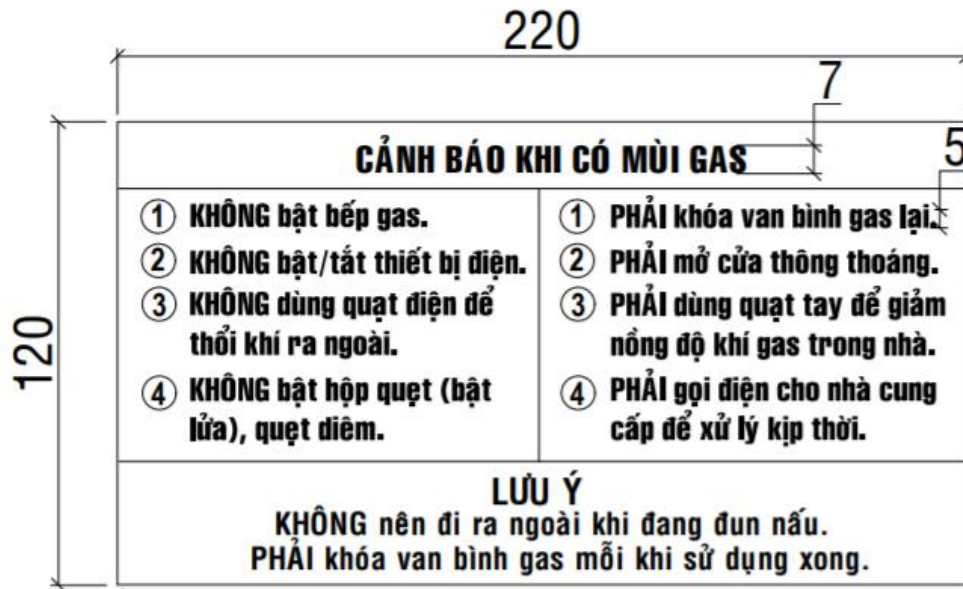 220
7
CẢNH BÁO KHI CÓ MÙI GAS
5
120
1 KHÔNG bật bếp gas.
2 KHÔNG bật/tắt thiết bị điện.
3 KHÔNG dùng quạt điện để
thổi khí ra ngoài.
4 KHÔNG bật hộp quẹt (bật
lửa), quẹt diêm.
1 PHẢI khóa van bình gas lại.
2 PHẢI mở cửa thông thoáng.
3 PHẢI dùng quạt tay để giảm
nồng độ khí gas trong nhà.
4 PHẢI gọi điện cho nhà cung
cấp để xử lý kịp thời.
LƯU Ý
KHÔNG nên đi ra ngoài khi đang đun nấu.
PHẢI khóa van bình gas mỗi khi sử dụng xong.